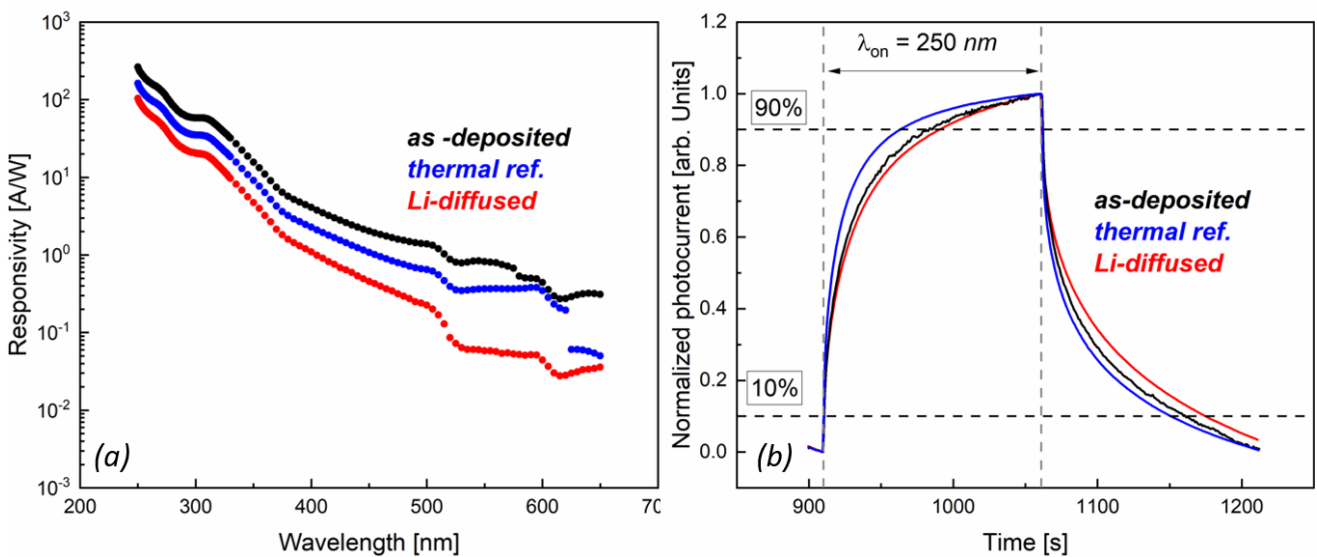 10³
10²
10¹
10⁰
10⁻¹
10⁻²
10⁻³
Responsivity [A/W]
as -deposited
thermal ref.
Li-diffused
(a)
200 300 400 500 600 70
Wavelength [nm]
1.2
1.0
0.8
0.6
0.4
0.2
0.0
Normalized photocurrent [arb. Units]
λon = 250 nm
90%
10%
as-deposited
thermal ref.
Li-diffused
(b)
900 1000 1100 1200
Time [s]